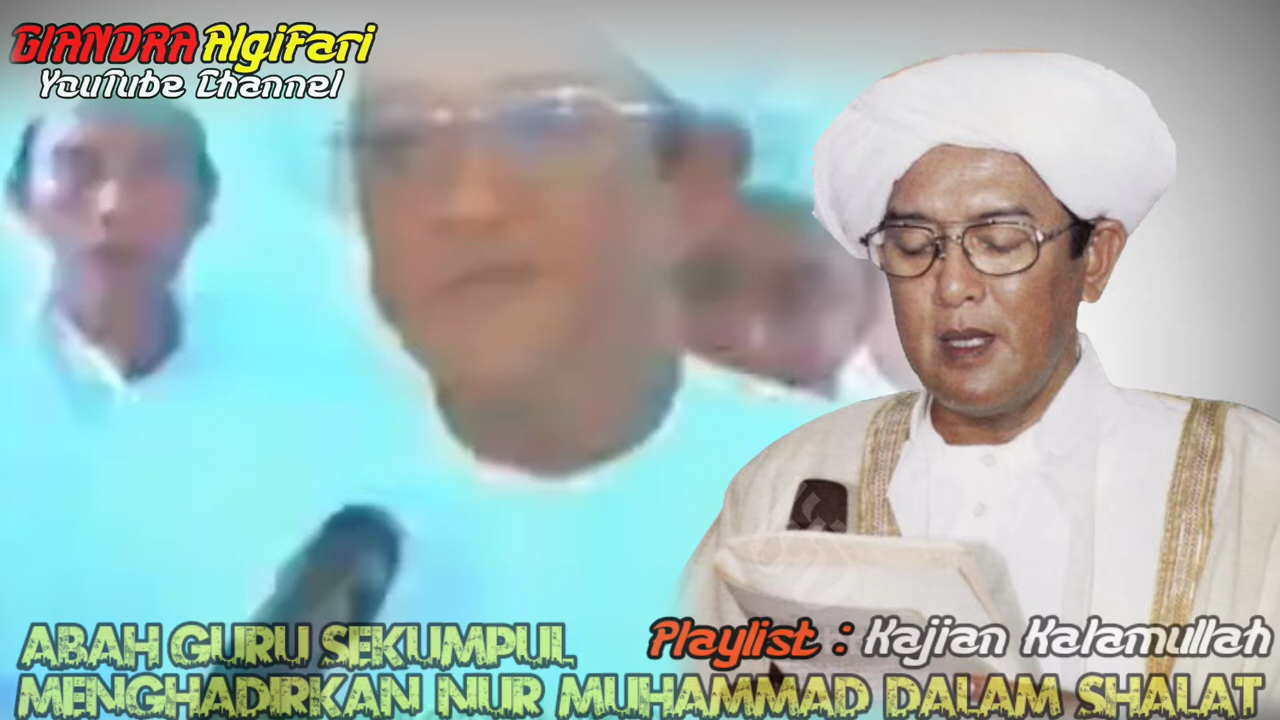 GIANDRA AlgiFari
YouTube Channel
ABAH GURU SEKUMPUL
Playlist : Kajian Kalamullah
MENGHADIRKAN NUR MUHAMMAD DALAM SHALAT